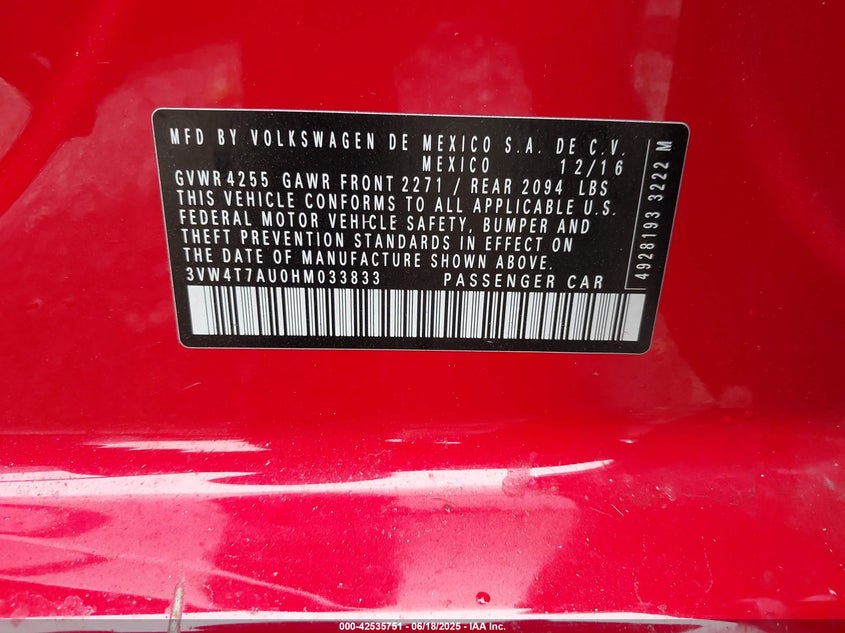 MFD BY VOLKSWAGEN DE MEXICO S.A. DE C.V.
MEXICO 12/16
GVWR 4255 GAWR FRONT 2271 / REAR 2094 LBS
THIS VEHICLE CONFORMS TO ALL APPLICABLE U.S.
FEDERAL MOTOR VEHICLE SAFETY, BUMPER AND
THEFT PREVENTION STANDARDS IN EFFECT ON
THE DATE OF MANUFACTURE SHOWN ABOVE.
3VW4T7AU0HM033833 PASSENGER CAR
4928193 3222 M
000-42535751 - 06/18/2025 - IAA Inc.